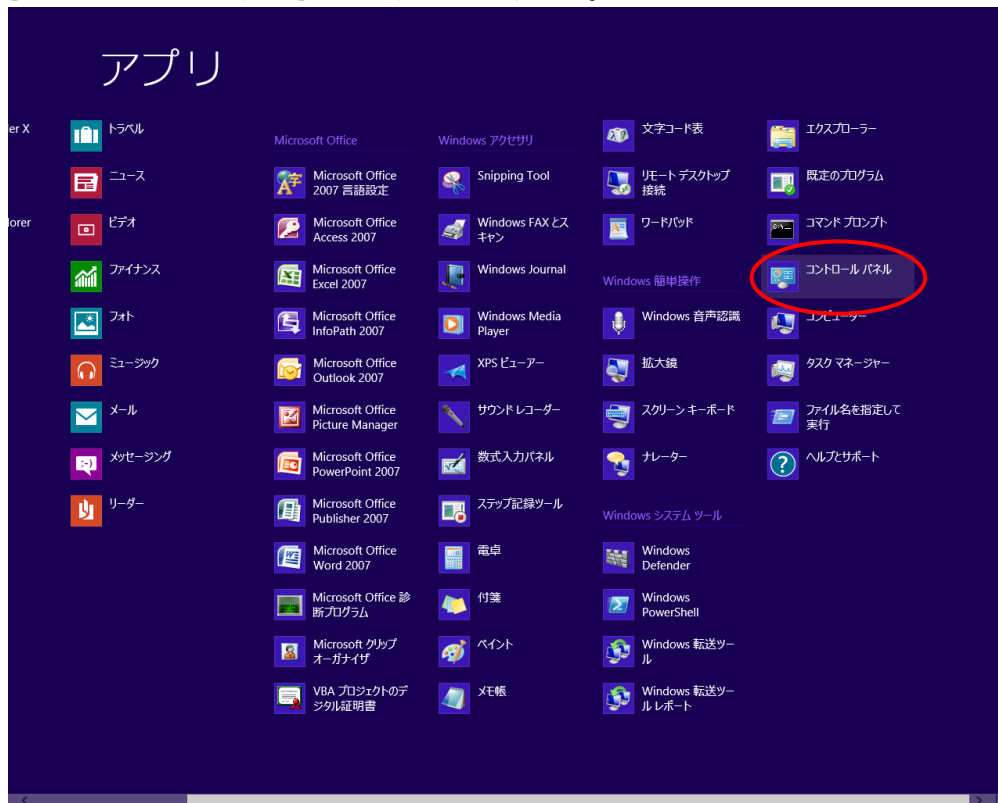 アプリ
er X
lorer
トラベル
ニュース
ビデオ
ファイナンス
フォト
ミュージック
メール
メッセージング
リーダー
Microsoft Office
Microsoft Office
2007 言語設定
Microsoft Office
Access 2007
Microsoft Office
Excel 2007
Microsoft Office
InfoPath 2007
Microsoft Office
Outlook 2007
Microsoft Office
Picture Manager
Microsoft Office
PowerPoint 2007
Microsoft Office
Publisher 2007
Microsoft Office
Word 2007
Microsoft Office 診
断プログラム
Microsoft クリップ
オーガナイザ
VBA プロジェクトのデ
ジタル証明書
Windows アクセサリ
Snipping Tool
Windows FAX とス
キャン
Windows Journal
Windows Media
Player
XPS ビューアー
サウンド レコーダー
数式入力パネル
ステップ記録ツール
電卓
付箋
ペイント
メモ帳
文字コード表
リモート デスクトップ
接続
ワードパッド
Windows 簡単操作
Windows 音声認識
拡大鏡
スクリーン キーボード
ナレーター
Windows システム ツール
Windows
Defender
Windows
PowerShell
Windows 転送ツー
ル
Windows 転送ツー
ル レポート
エクスプローラー
既定のプログラム
コマンド プロンプト
コントロール パネル
コンピューター
タスク マネージャー
ファイル名を指定して
実行
ヘルプとサポート